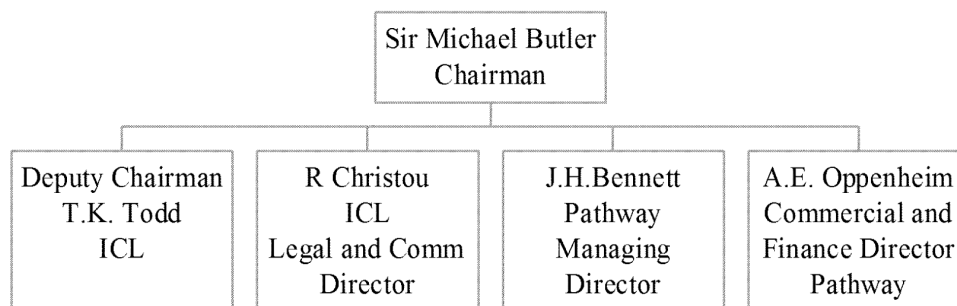 Sir Michael Butler
Chairman
Deputy Chairman
T.K. Todd
ICL
R Christou
ICL
Legal and Comm
Director
J.H.Bennett
Pathway
Managing
Director
A.E. Oppenheim
Commercial and
Finance Director
Pathway